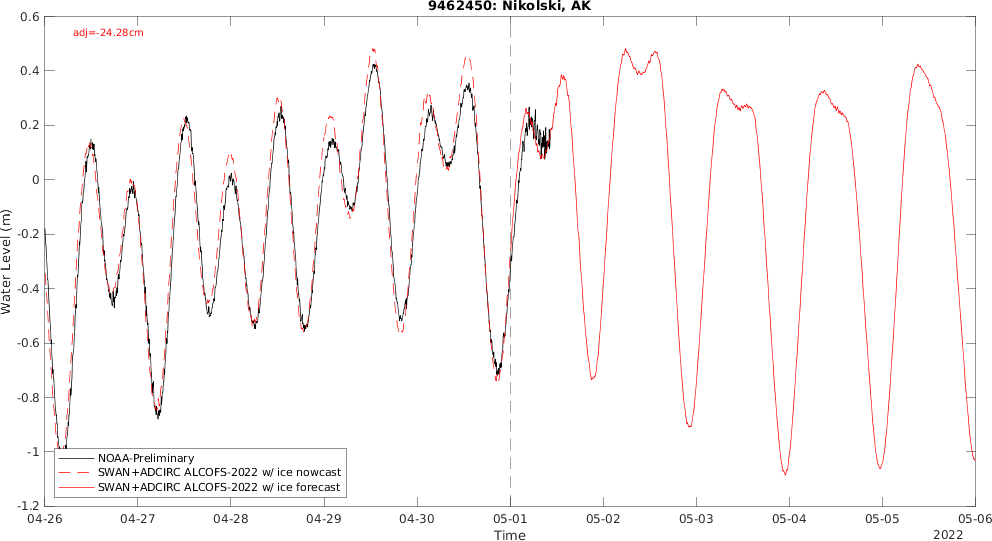 9462450: Nikolski, AK
adj=-24.28cm
0.6
0.4
0.2
0
-0.2
-0.4
-0.6
-0.8
-1
-1.2
Water Level (m)
NOAA-Preliminary
SWAN+ADCIRC ALCOFS-2022 w/ ice nowcast
SWAN+ADCIRC ALCOFS-2022 w/ ice forecast
04-26 04-27 04-28 04-29 04-30 05-01 05-02 05-03 05-04 05-05 05-06
Time
2022